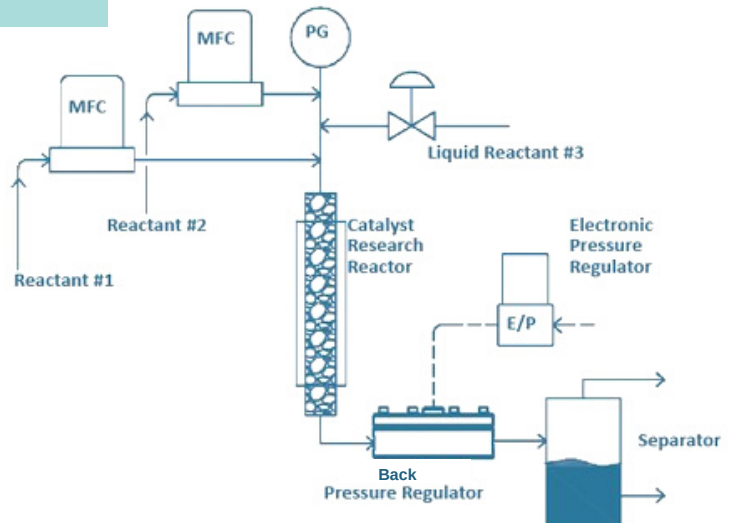 MFC
PG
MFC
Liquid Reactant #3
Reactant #2
Catalyst
Research
Reactor
Electronic
Pressure
Regulator
Reactant #1
E/P
Separator
Back
Pressure Regulator